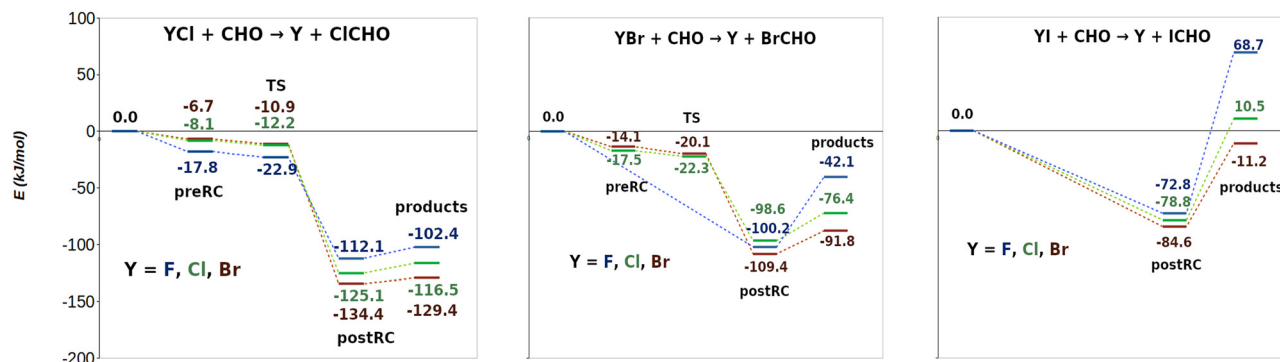 YCl + CHO → Y + ClCHO
100
50
0
-50
-100
-150
-200
E (kJ/mol)
0
0.0
-6.7
-8.1
-17.8
preRC
TS
-10.9
-12.2
-22.9
-112.1
-125.1
-134.4
postRC
products
-102.4
-116.5
-129.4
Y = F, Cl, Br
YBr + CHO → Y + BrCHO
0
0.0
-14.1
-17.5
preRC
TS
-20.1
-22.3
-98.6
-100.2
-109.4
postRC
products
-42.1
-76.4
-91.8
Y = F, Cl, Br
YI + CHO → Y + ICHO
0
0.0
-72.8
-78.8
-84.6
postRC
68.7
10.5
-11.2
products
Y = F, Cl, Br